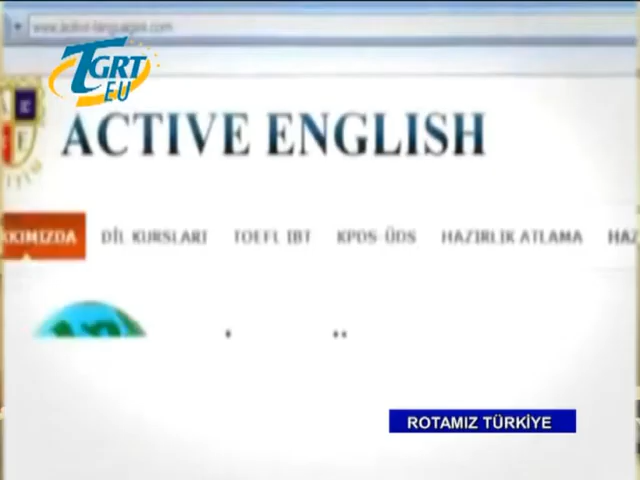 TGRT
EU
ACTIVE ENGLISH
DİL KURSLARI
TOEFL IBT
KPDS-ÜDS
HAZIRLIK ATLAMA
ROTAMIZ TÜRKİYE